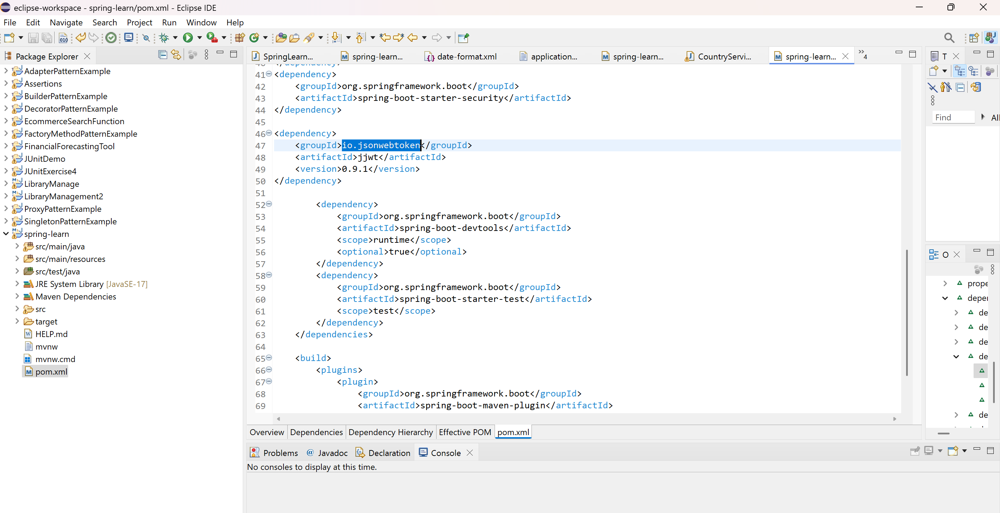 eclipse-workspace - spring-learn/pom.xml - Eclipse IDE
File Edit Navigate Search Project Run Window Help
Package Explorer
AdapterPatternExample
Assertions
BuilderPatternExample
DecoratorPatternExample
EcommerceSearchFunction
FactoryMethodPatternExample
FinancialForecastingTool
JUnitDemo
JUnitExercise4
LibraryManage
LibraryManagement2
ProxyPatternExample
SingletonPatternExample
spring-learn
src/main/java
src/main/resources
src/test/java
JRE System Library [JavaSE-17]
Maven Dependencies
src
target
HELP.md
mvnw
mvnw.cmd
pom.xml
SpringLearn... spring-learn... date-format.xml application... spring-learn... CountryServi... spring-learn... »4
40 </dependency>
41 <dependency>
42 <groupId>org.springframework.boot</groupId>
43 <artifactId>spring-boot-starter-security</artifactId>
44 </dependency>
45
46 <dependency>
47 <groupId>io.jsonwebtoken</groupId>
48 <artifactId>jjwt</artifactId>
49 <version>0.9.1</version>
50 </dependency>
51
52 <dependency>
53 <groupId>org.springframework.boot</groupId>
54 <artifactId>spring-boot-devtools</artifactId>
55 <scope>runtime</scope>
56 <optional>true</optional>
57 </dependency>
58 <dependency>
59 <groupId>org.springframework.boot</groupId>
60 <artifactId>spring-boot-starter-test</artifactId>
61 <scope>test</scope>
62 </dependency>
63 </dependencies>
64
65 <build>
66 <plugins>
67 <plugin>
68 <groupId>org.springframework.boot</groupId>
69 <artifactId>spring-boot-maven-plugin</artifactId>
Overview Dependencies Dependency Hierarchy Effective POM pom.xml
Problems Javadoc Declaration Console
No consoles to display at this time.
T
Find All
O
prope
deper
de
de
de
de
de